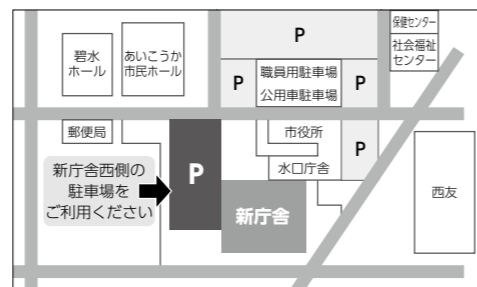 P
保健センター
社会福祉
センター
碧水
ホール
あいこうか
市民ホール
P
職員用駐車場
公用車駐車場
P
郵便局
市役所
水口庁舎
P
新庁舎西側の
駐車場を
ご利用ください
P
新庁舎
西友